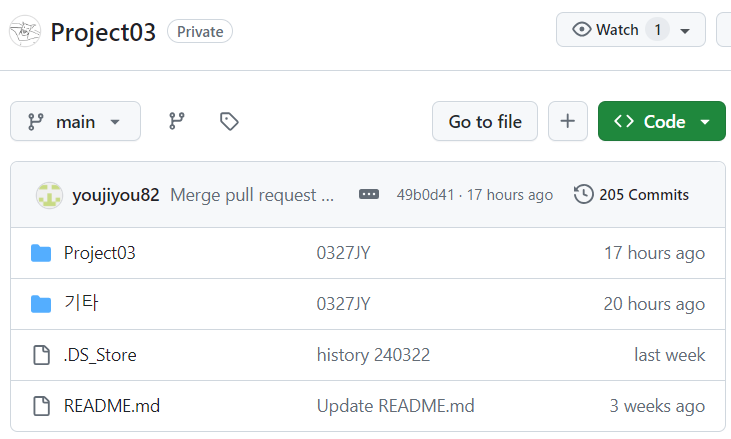 Project03 Private Watch 1
main Go to file Code
youjiyou82 Merge pull request ... 49b0d41 · 17 hours ago 205 Commits
Project03 0327JY 17 hours ago
기타 0327JY 20 hours ago
.DS_Store history 240322 last week
README.md Update README.md 3 weeks ago